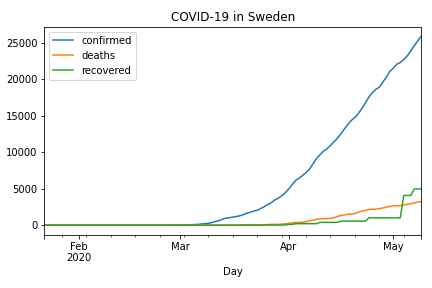 COVID-19 in Sweden
confirmed
deaths
recovered
25000
20000
15000
10000
5000
0
Feb
2020
Mar
Apr
May
Day